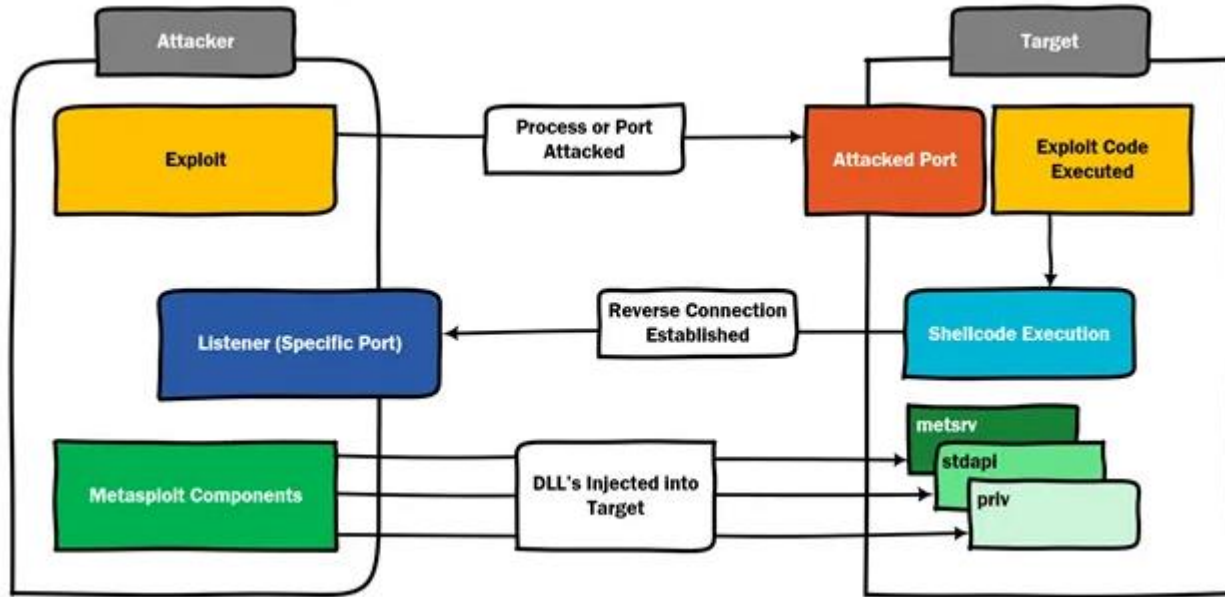 Attacker
Target
Exploit
Process or Port
Attacked
Attacked Port
Exploit Code
Executed
Listener (Specific Port)
Reverse Connection
Established
Shellcode Execution
Metasploit Components
DLL's Injected into
Target
metsrv
stdapi
priv